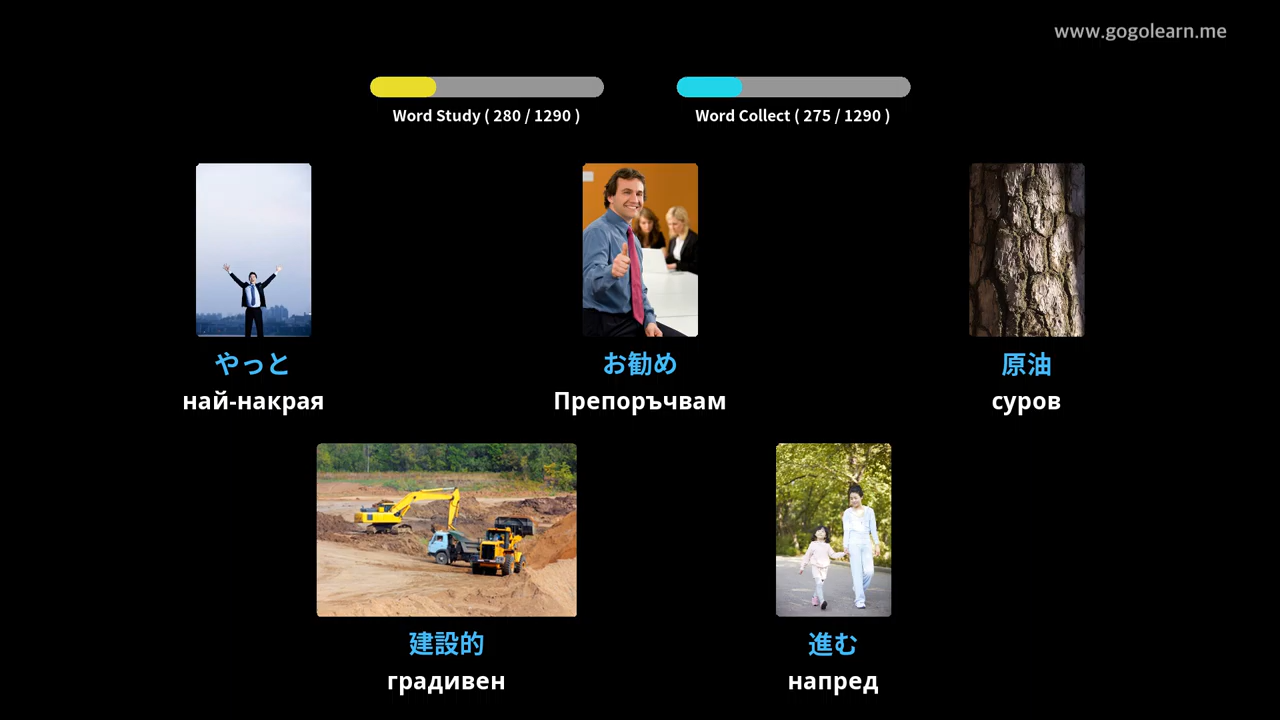 www.gogolearn.me
Word Study ( 280 / 1290 )
Word Collect ( 275 / 1290 )
やっと
най-накрая
お勧め
Препоръчвам
原油
суров
建設的
градивен
進む
напред